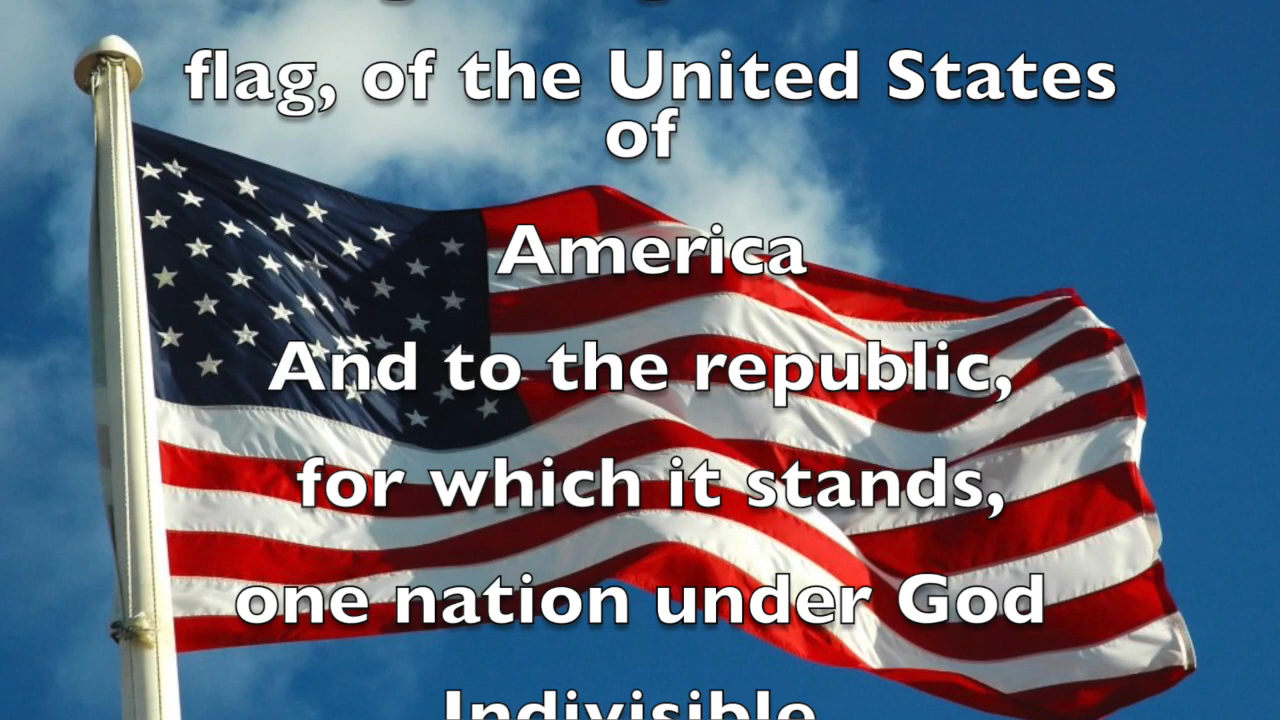 flag, of the United States
of
America
And to the republic,
for which it stands,
one nation under God
Indivisible